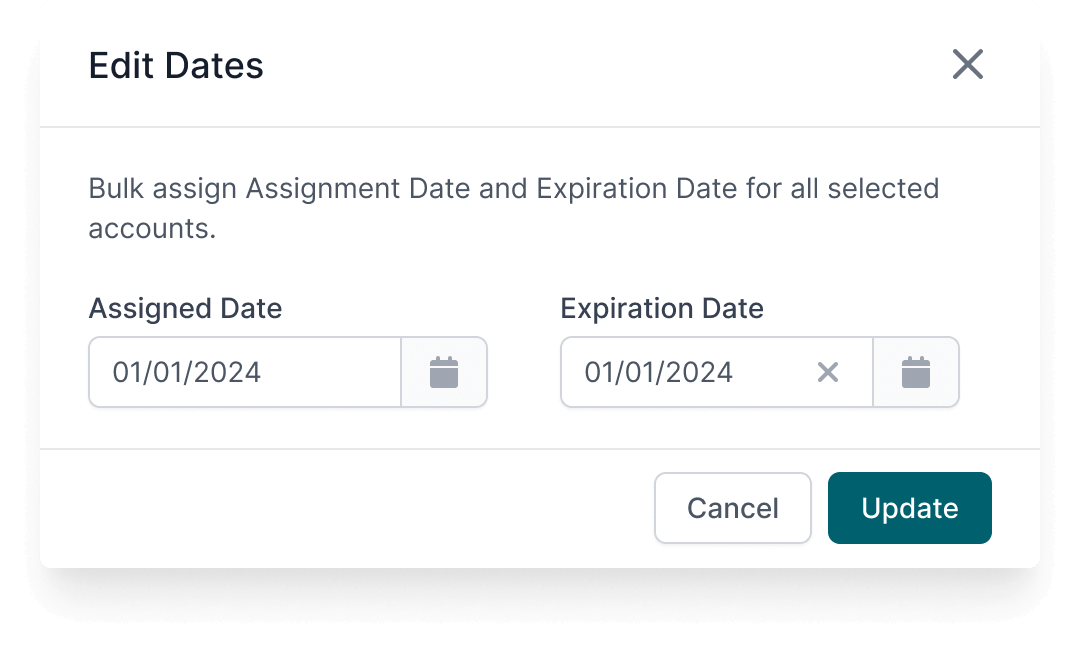 Edit Dates
Bulk assign Assignment Date and Expiration Date for all selected
accounts.
Assigned Date
Expiration Date
01/01/2024
01/01/2024
Cancel
Update